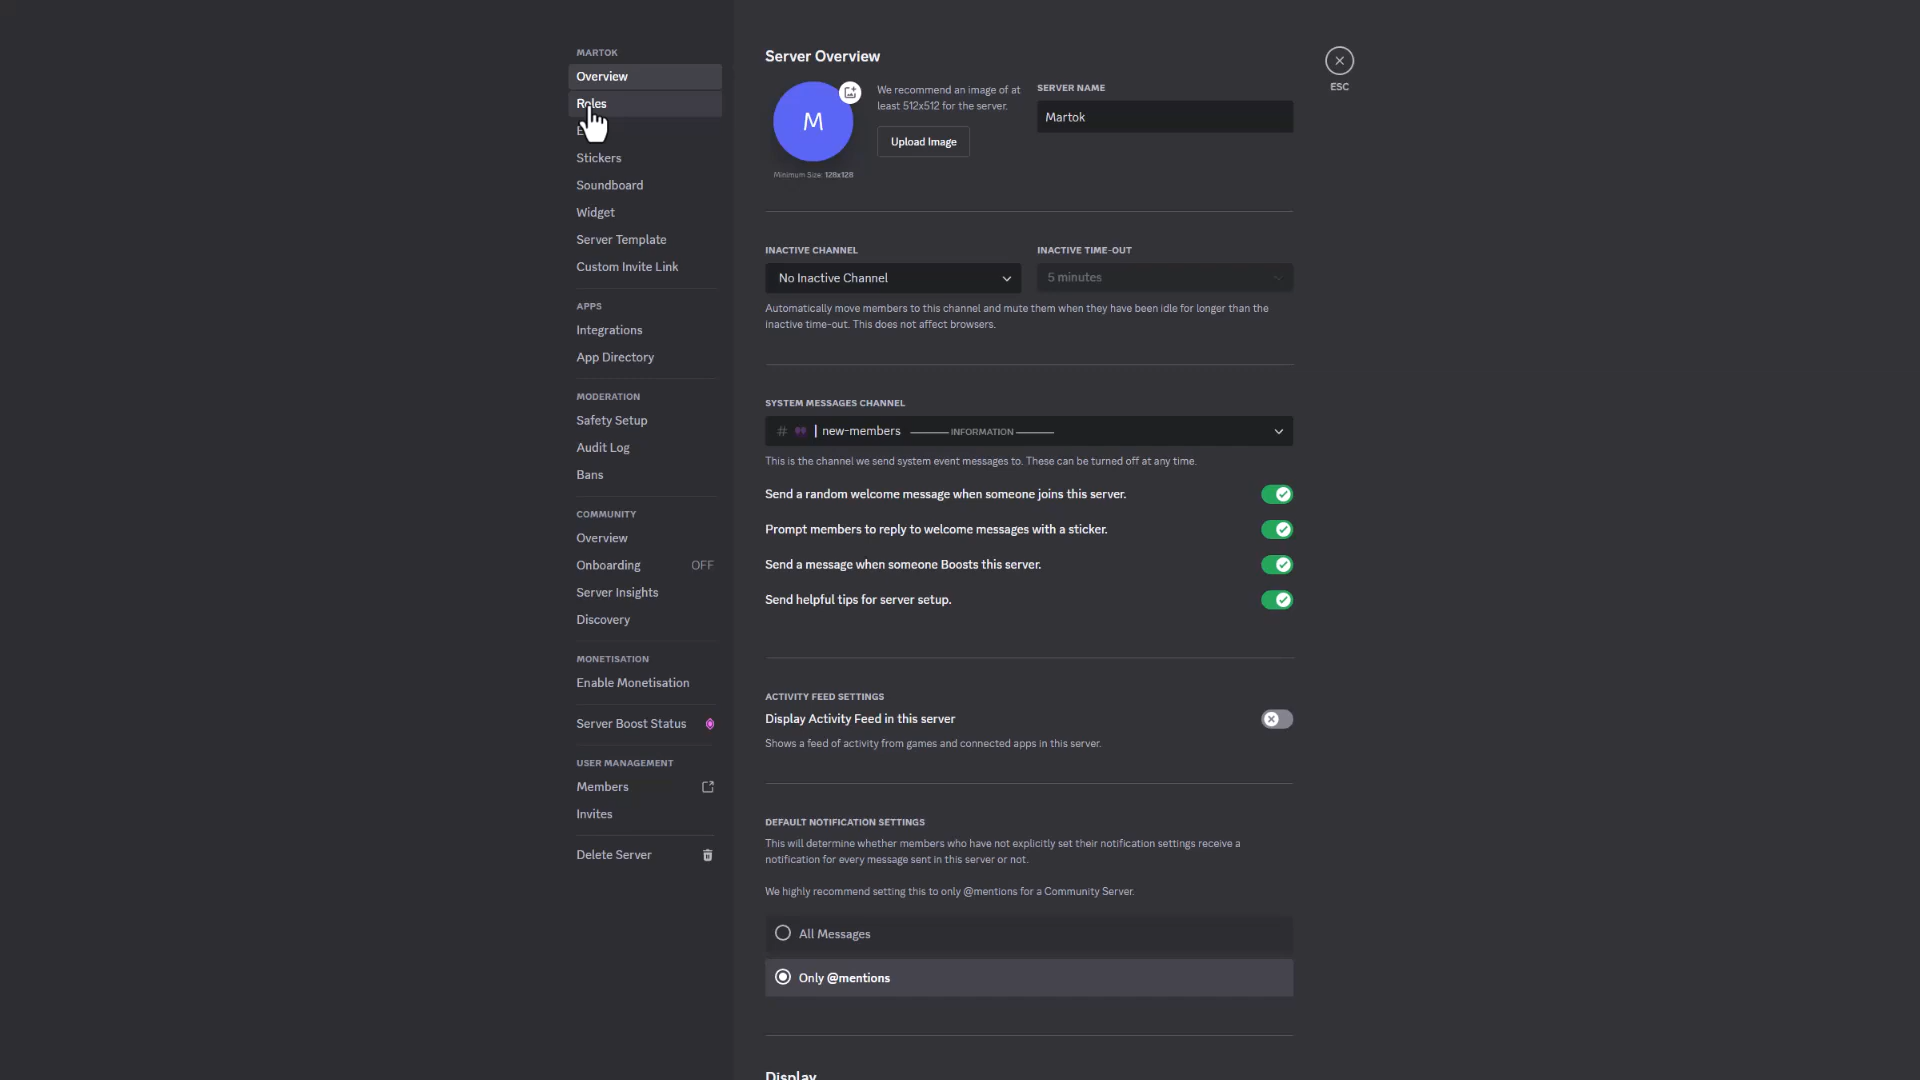 MARTOK
Overview
Roles
Stickers
Soundboard
Widget
Server Template
Custom Invite Link
APPS
Integrations
App Directory
MODERATION
Safety Setup
Audit Log
Bans
COMMUNITY
Overview
Onboarding OFF
Server Insights
Discovery
MONETISATION
Enable Monetisation
Server Boost Status
USER MANAGEMENT
Members
Invites
Delete Server
Server Overview
M
Minimum Size: 128x128
We recommend an image of at
least 512x512 for the server.
Upload Image
SERVER NAME
Martok
ESC
INACTIVE CHANNEL
No Inactive Channel
INACTIVE TIME-OUT
5 minutes
Automatically move members to this channel and mute them when they have been idle for longer than the
inactive time-out. This does not affect browsers.
SYSTEM MESSAGES CHANNEL
# | new-members ——— INFORMATION ———
This is the channel we send system event messages to. These can be turned off at any time.
Send a random welcome message when someone joins this server.
Prompt members to reply to welcome messages with a sticker.
Send a message when someone Boosts this server.
Send helpful tips for server setup.
ACTIVITY FEED SETTINGS
Display Activity Feed in this server
Shows a feed of activity from games and connected apps in this server.
DEFAULT NOTIFICATION SETTINGS
This will determine whether members who have not explicitly set their notification settings receive a
notification for every message sent in this server or not.
We highly recommend setting this to only @mentions for a Community Server.
All Messages
Only @mentions
Display